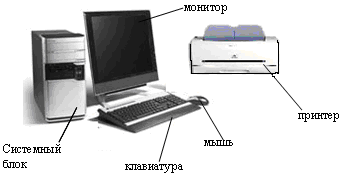 монитор
принтер
мышь
клавиатура
Системный
блок